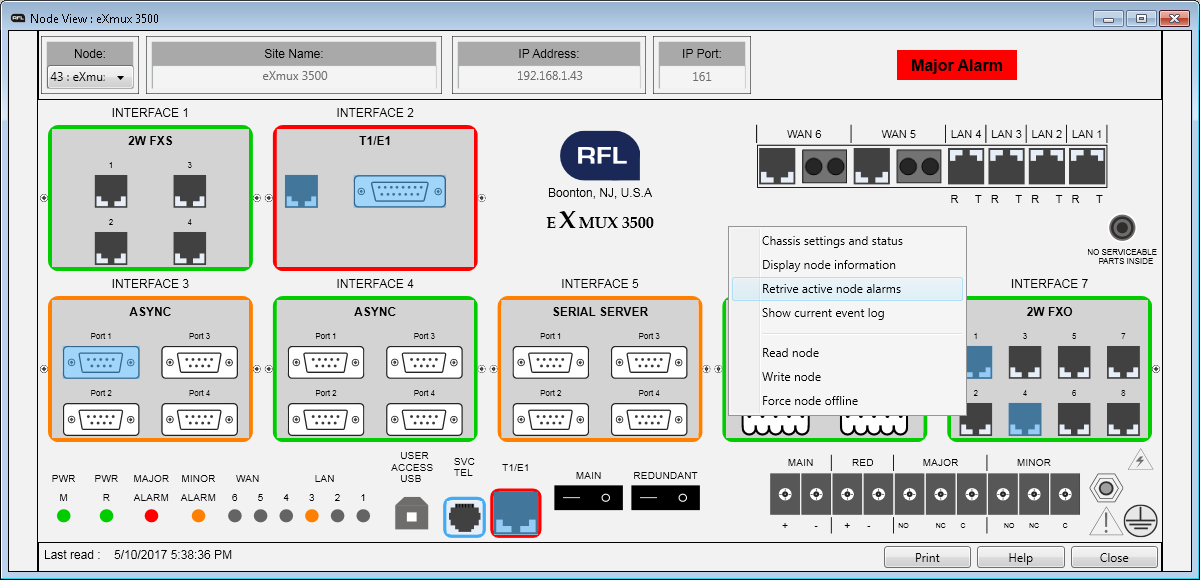 RFL Node View : eXmux 3500
Node: Site Name: IP Address: IP Port:
43 : eXmu: eXmux 3500 192.168.1.43 161
Major Alarm
INTERFACE 1 INTERFACE 2
2W FXS T1/E1
1 3
2 4
RFL
Boonton, NJ, U.S.A
EXMUX 3500
WAN 6 WAN 5 LAN 4 LAN 3 LAN 2 LAN 1
R T R T R T R T
NO SERVICEABLE
PARTS INSIDE
Chassis settings and status
Display node information
Retrive active node alarms
Show current event log
Read node
Write node
Force node offline
INTERFACE 3 INTERFACE 4 INTERFACE 5 INTERFACE 7
ASYNC ASYNC SERIAL SERVER 2W FXO
Port 1 Port 3 Port 1 Port 3 Port 1 Port 3 1 3 5 7
Port 2 Port 4 Port 2 Port 4 Port 2 Port 4 2 4 6 8
PWR PWR MAJOR MINOR WAN LAN
M R ALARM ALARM 6 5 4 3 2 1
USER
ACCESS
USB
SVC
TEL
T1/E1
MAIN REDUNDANT
MAIN RED MAJOR MINOR
+ - + - NO NC C NO NC C
Last read : 5/10/2017 5:38:36 PM
Print Help Close